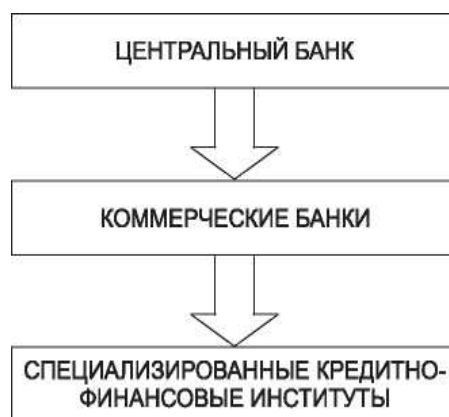 ЦЕНТРАЛЬНЫЙ БАНК
КОММЕРЧЕСКИЕ БАНКИ
СПЕЦИАЛИЗИРОВАННЫЕ КРЕДИТНО-
ФИНАНСОВЫЕ ИНСТИТУТЫ